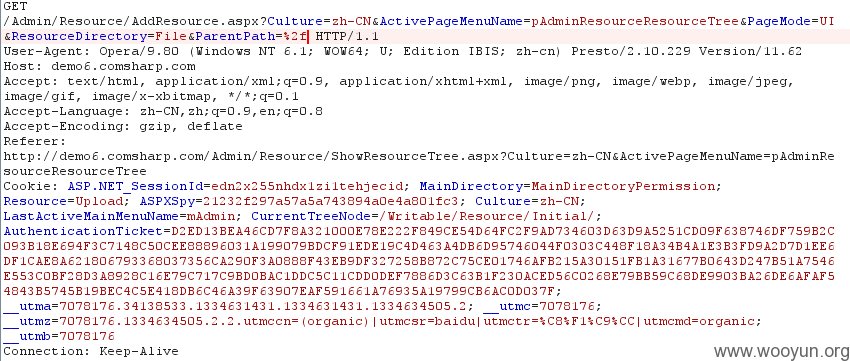 GET
/Admin/Resource/AddResource.aspx?Culture=zh-CN&ActivePageMenuName=pAdminResourceResourceTree&PageMode=UI
&ResourceDirectory=File&ParentPath=%2f HTTP/1.1
User-Agent: Opera/9.80 (Windows NT 6.1; WOW64; U; Edition IBIS; zh-cn) Presto/2.10.229 Version/11.62
Host: demo6.comsharp.com
Accept: text/html, application/xml;q=0.9, application/xhtml+xml, image/png, image/webp, image/jpeg,
image/gif, image/x-xbitmap, */*;q=0.1
Accept-Language: zh-CN,zh;q=0.9,en;q=0.8
Accept-Encoding: gzip, deflate
Referer:
http://demo6.comsharp.com/Admin/Resource/ShowResourceTree.aspx?Culture=zh-CN&ActivePageMenuName=pAdminRe
sourceResourceTree
Cookie: ASP.NET_SessionId=edn2x255nhdx1zi1tehjecid; MainDirectory=MainDirectoryPermission;
Resource=Upload; ASPXSpy=21232f297a57a5a743894a0e4a801fc3; Culture=zh-CN;
LastActiveMainMenuName=mAdmin; CurrentTreeNode=/Writable/Resource/Initial/;
AuthenticationTicket=D2ED13BEA46CD7F8A321000E78E222F849CE54D64FC2F9AD734603D63D9A5251CD09F638746DF759B2C
093B18E694F3C7148C50CEE88896031A199079BDCF91EDE19C4D463A4DB6D95746044F0303C448F18A34B4A1E3B3FD9A2D7D1EE6
DF1CAE8A621806793368037356CA290F3A0888F43EB9DF327258B872C75CE01746AFB215A30151FB1A31677B0643D247B51A7546
E553C0BF28D3A8928C16E79C717C9BD0BAC1DDC5C11CDD0DEF7886D3C63B1F230ACED56C0268E79BB59C68DE9903BA26DE6AFAF5
4843B5745B19BEC4C5E418DB6C46A39F63907EAF591661A76935A19799CB6AC0D037F;
__utma=7078176.34138533.1334631431.1334631431.1334634505.2; __utmc=7078176;
__utmz=7078176.1334634505.2.2.utmccn=(organic)|utmcsr=baidu|utmctr=%C8%F1%C9%CC|utmcmd=organic;
__utmb=7078176
Connection: Keep-Alive
www.wooyun.org